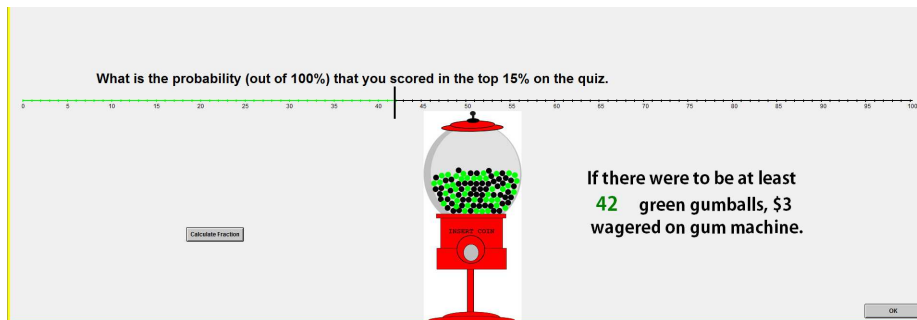 What is the probability (out of 100%) that you scored in the top 15% on the quiz.
0 5 10 15 20 25 30 35 40 45 50 55 60 65 70 75 80 85 90 95 100
If there were to be at least
42 green gumballs, $3
wagered on gum machine.
INSERT COIN
Calculate Fraction
OK